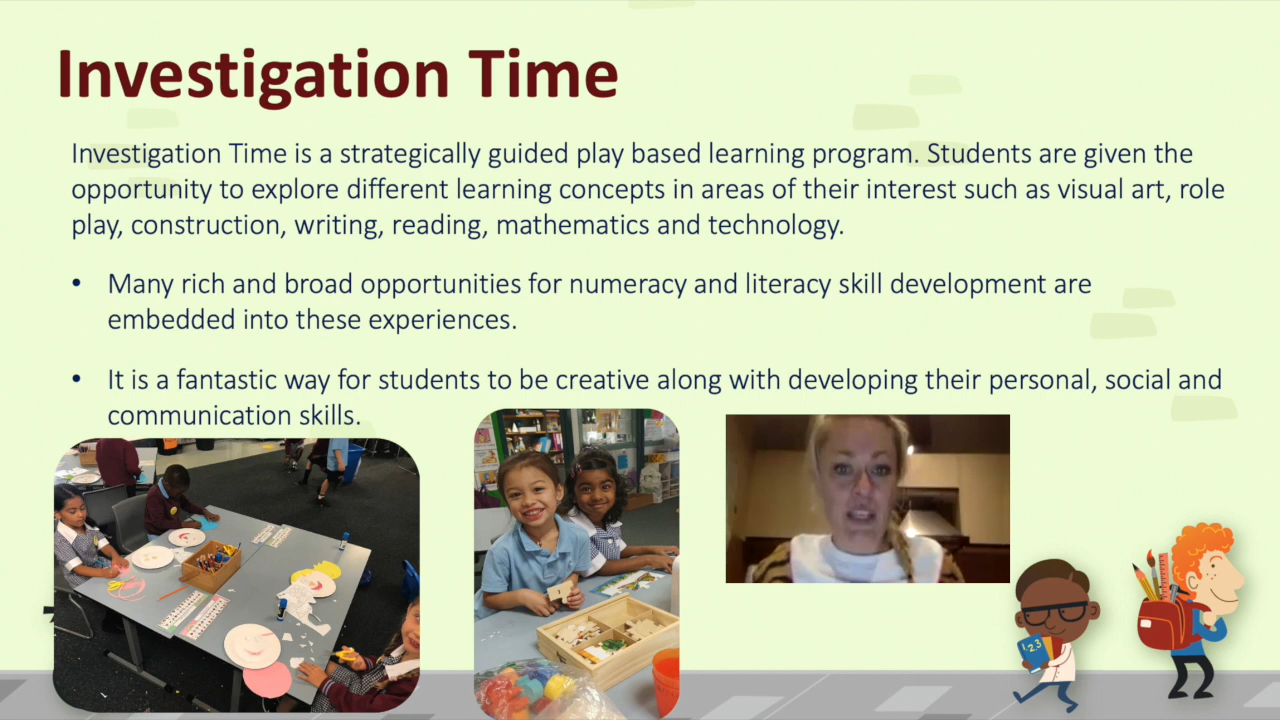 Investigation Time
Investigation Time is a strategically guided play based learning program. Students are given the
opportunity to explore different learning concepts in areas of their interest such as visual art, role
play, construction, writing, reading, mathematics and technology.
• Many rich and broad opportunities for numeracy and literacy skill development are
embedded into these experiences.
• It is a fantastic way for students to be creative along with developing their personal, social and
communication skills.
1,2,3